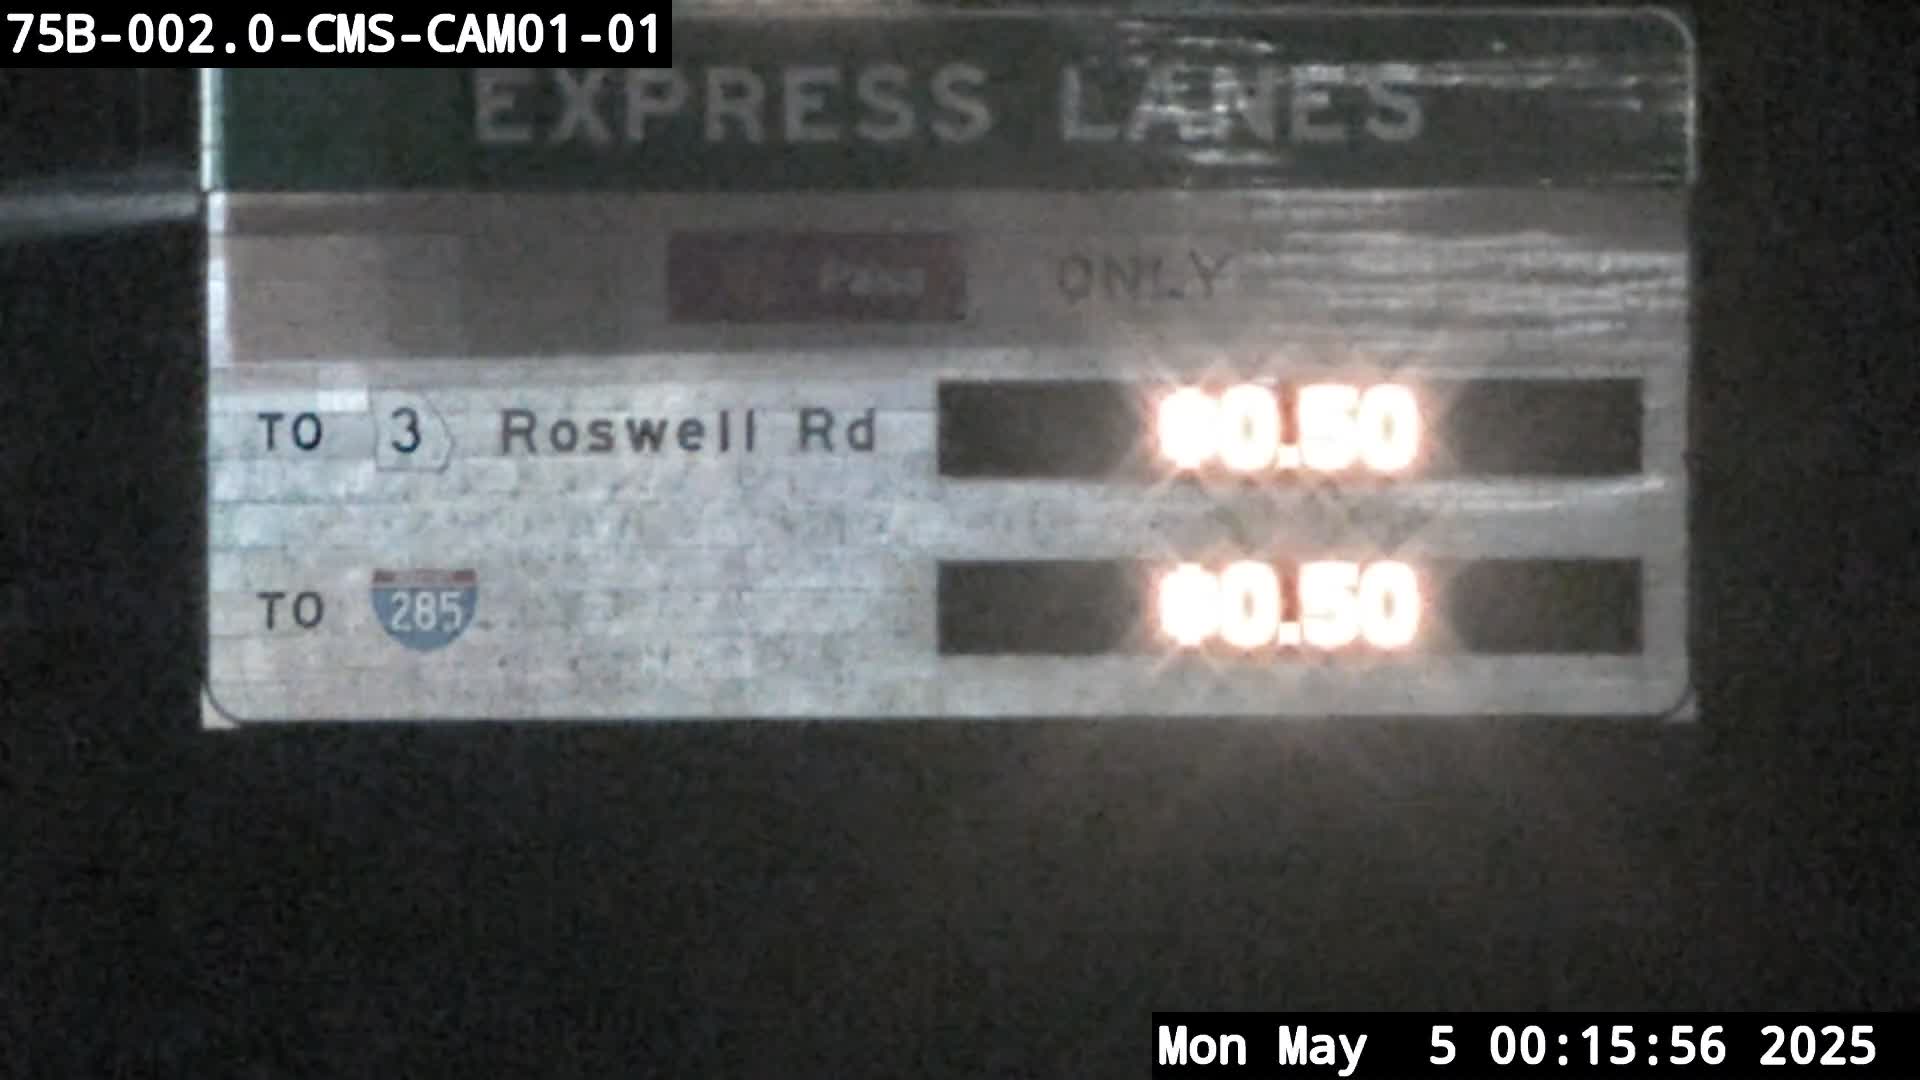 75B-002.0-CMS-CAM01-01
EXPRESS LANES
ONLY
TO 3 Roswell Rd $0.50
TO 285 $0.50
Mon May 5 00:15:56 2025